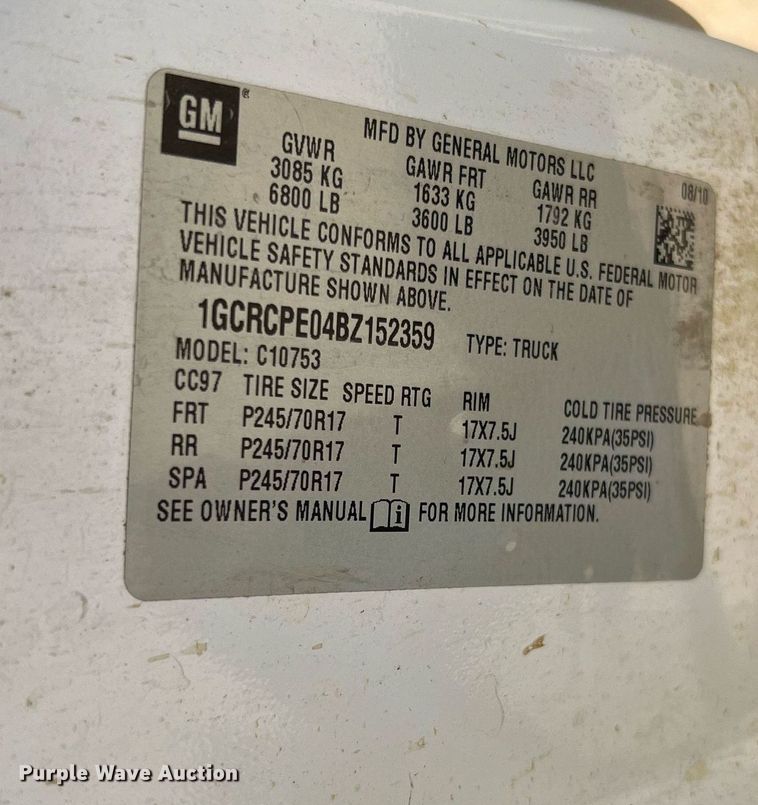 GM
MFD BY GENERAL MOTORS LLC
08/10
GVWR GAWR FRT GAWR RR
3085 KG 1633 KG 1792 KG
6800 LB 3600 LB 3950 LB
THIS VEHICLE CONFORMS TO ALL APPLICABLE U.S. FEDERAL MOTOR
VEHICLE SAFETY STANDARDS IN EFFECT ON THE DATE OF
MANUFACTURE SHOWN ABOVE.
1GCRCPE04BZ152359 TYPE: TRUCK
MODEL: C10753
CC97 TIRE SIZE SPEED RTG RIM COLD TIRE PRESSURE
FRT P245/70R17 T 17X7.5J 240KPA(35PSI)
RR P245/70R17 T 17X7.5J 240KPA(35PSI)
SPA P245/70R17 T 17X7.5J 240KPA(35PSI)
SEE OWNER'S MANUAL i FOR MORE INFORMATION.
Purple Wave Auction